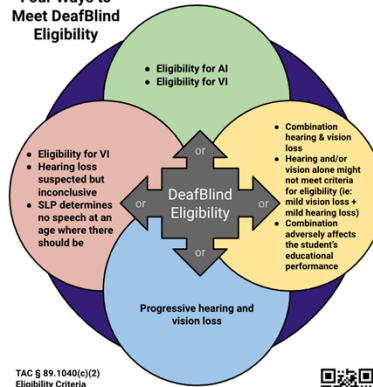 Meet DeafBlind
Eligibility
• Eligibility for AI
• Eligibility for VI
• Eligibility for VI
• Hearing loss
suspected but
inconclusive
• SLP determines
no speech at an
age where there
should be
or
or
DeafBlind
Eligibility
or
or
• Combination
hearing & vision
loss
• Hearing and/or
vision alone might
not meet criteria
for eligibility (ie:
mild vision loss +
mild hearing loss)
• Combination
adversely affects
the student's
educational
performance
Progressive hearing and
vision loss
TAC § 89.1040(c)(2)
Eligibility Criteria